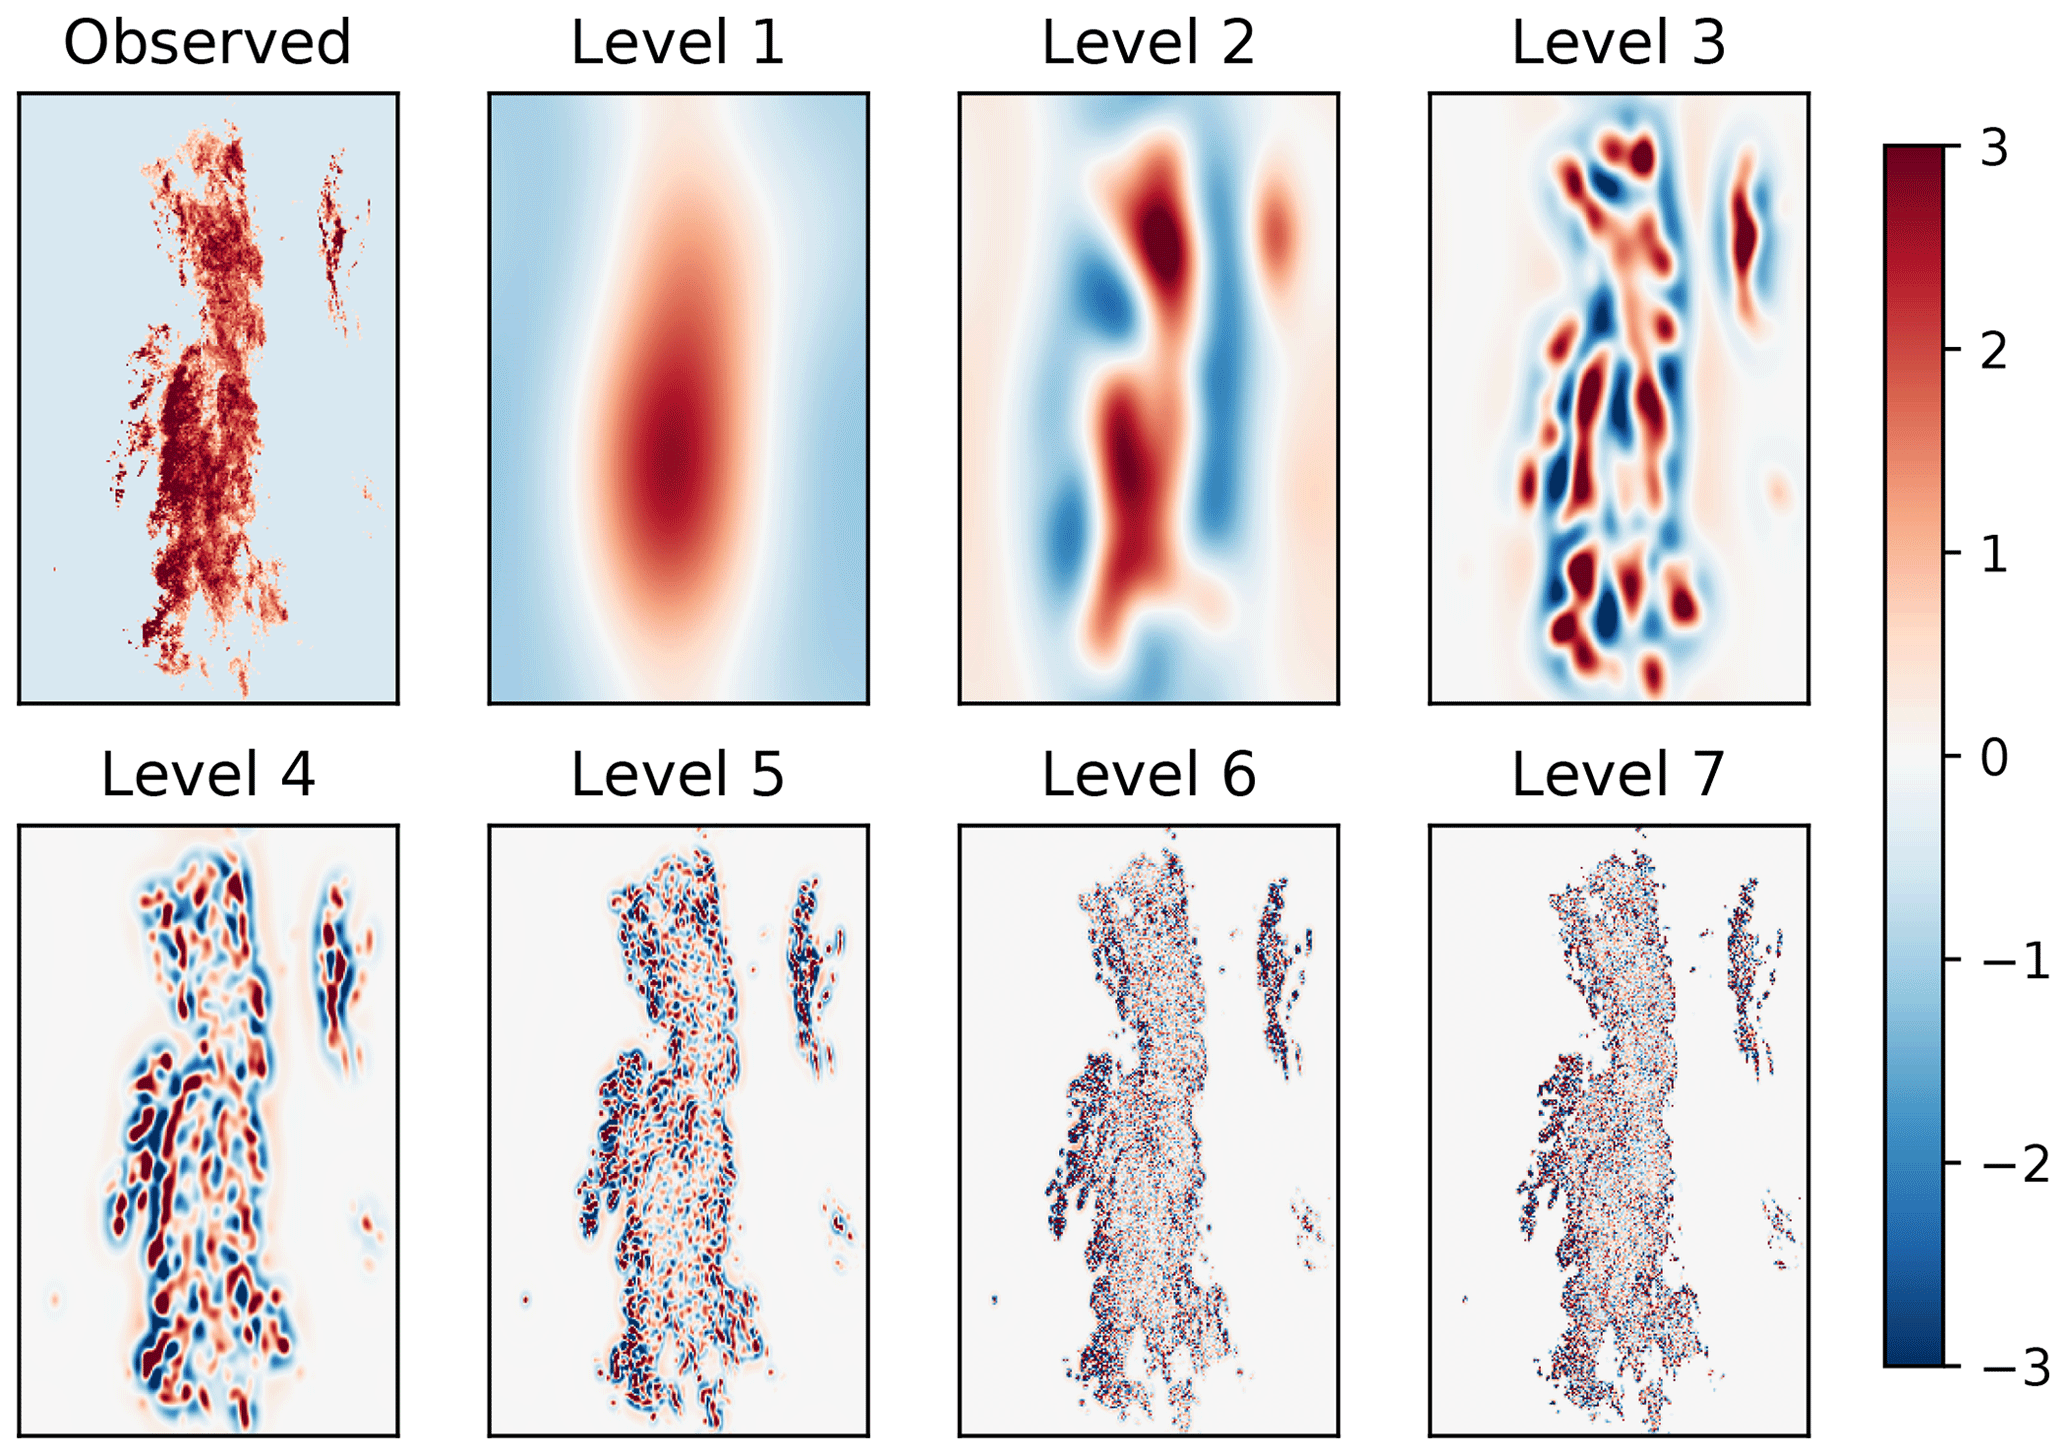 Observed
Level 1
Level 2
Level 3
Level 4
Level 5
Level 6
Level 7
3
2
1
0
−1
−2
−3